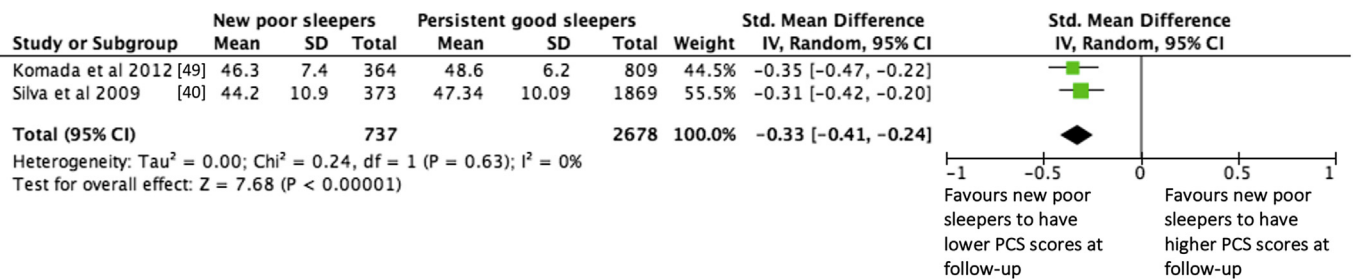 New poor sleepers Persistent good sleepers Std. Mean Difference Std. Mean Difference
Study or Subgroup Mean SD Total Mean SD Total Weight IV, Random, 95% CI IV, Random, 95% CI
Komada et al 2012 [49] 46.3 7.4 364 48.6 6.2 809 44.5% -0.35 [-0.47, -0.22]
Silva et al 2009 [40] 44.2 10.9 373 47.34 10.09 1869 55.5% -0.31 [-0.42, -0.20]
Total (95% CI) 737 2678 100.0% -0.33 [-0.41, -0.24]
Heterogeneity: Tau² = 0.00; Chi² = 0.24, df = 1 (P = 0.63); I² = 0%
Test for overall effect: Z = 7.68 (P < 0.00001)
-1 -0.5 0 0.5 1
Favours new poor
sleepers to have
lower PCS scores at
follow-up
Favours new poor
sleepers to have
higher PCS scores at
follow-up